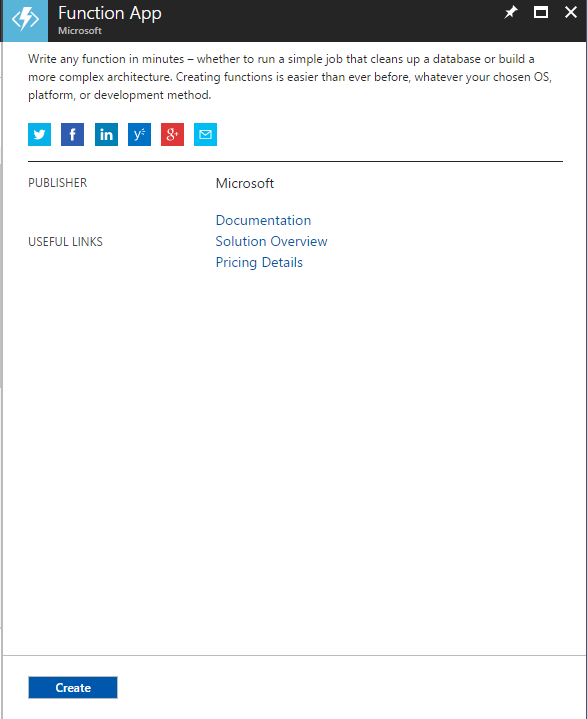 Function App
Microsoft
Write any function in minutes – whether to run a simple job that cleans up a database or build a
more complex architecture. Creating functions is easier than ever before, whatever your chosen OS,
platform, or development method.
PUBLISHER
Microsoft
Documentation
USEFUL LINKS
Solution Overview
Pricing Details
Create